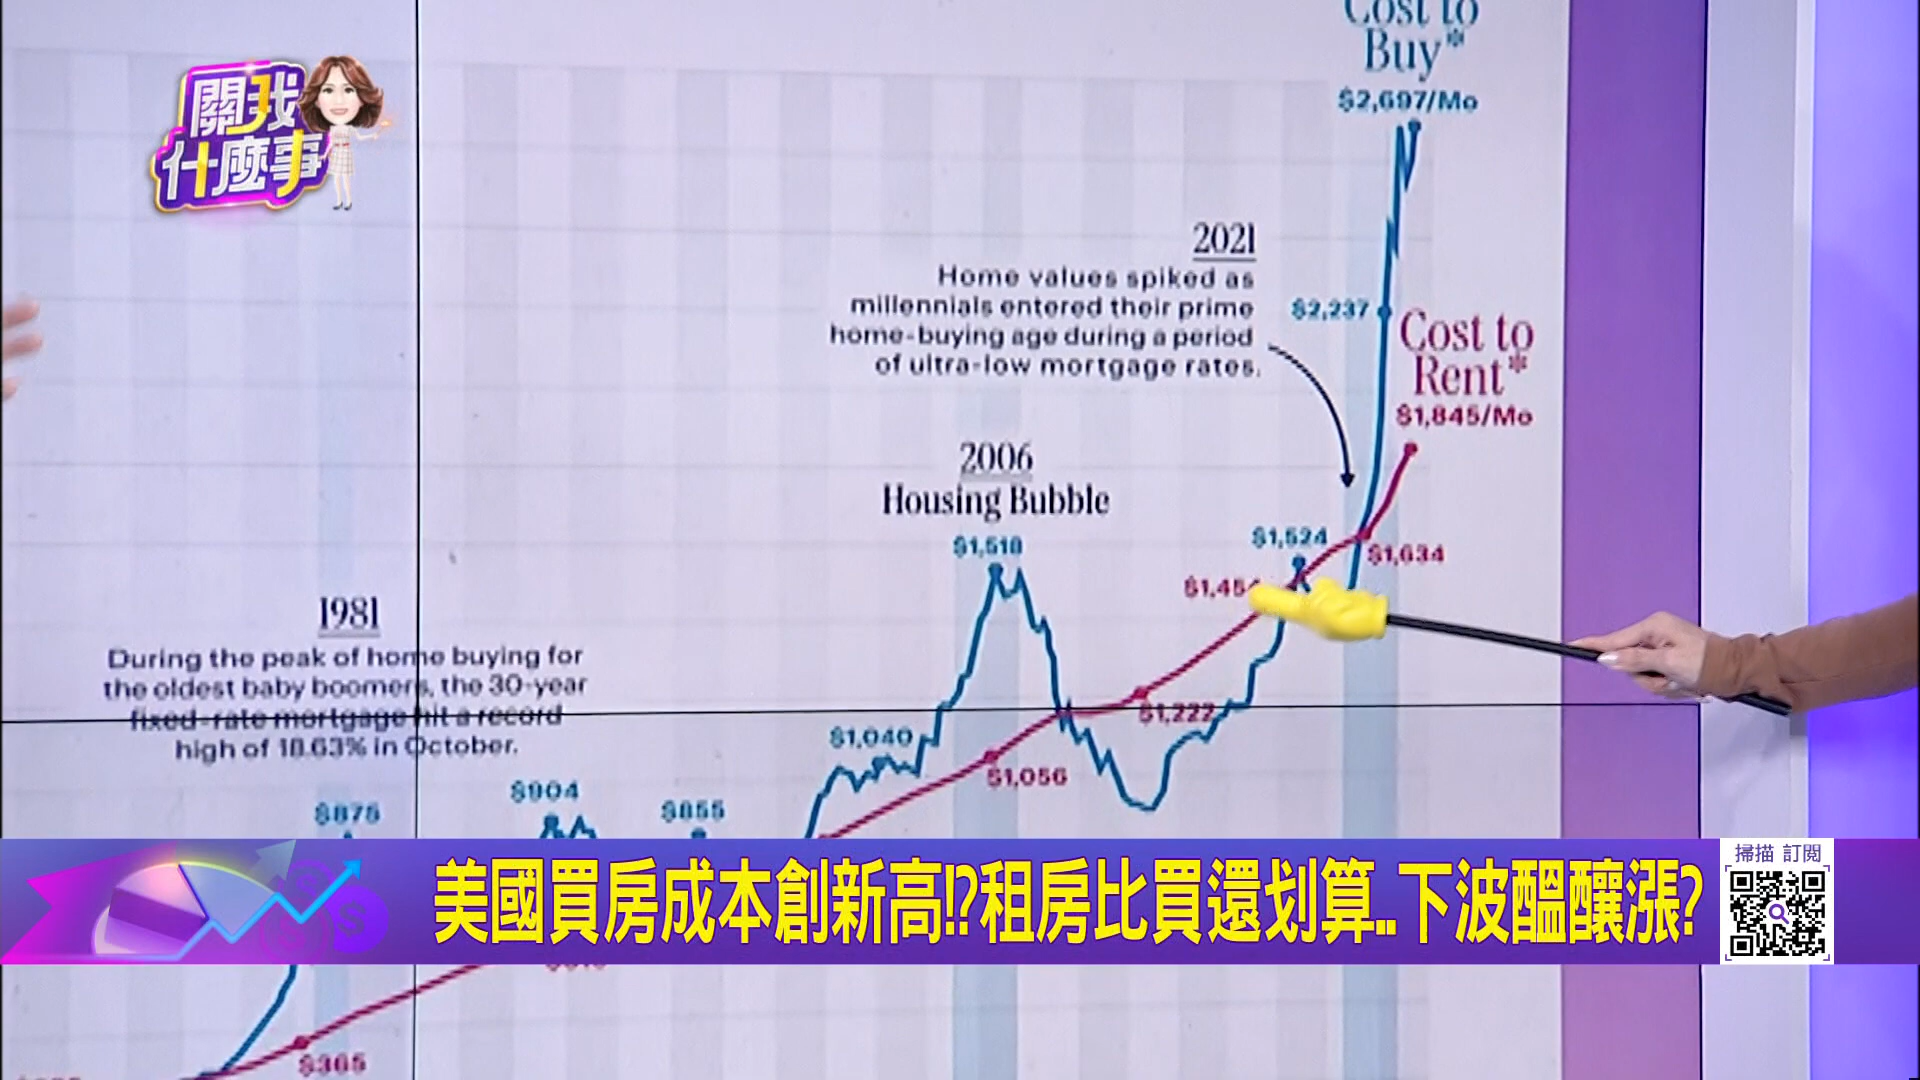 關我
什麼事
Cost to
Buy*
$2,697/Mo
2021
Home values spiked as
millennials entered their prime
home-buying age during a period
of ultra-low mortgage rates.
$2,237
Cost to
Rent*
$1,845/Mo
2006
Housing Bubble
$1,518
$1,524
$1,634
$1,454
1981
During the peak of home buying for
the oldest baby boomers, the 30-year
fixed-rate mortgage hit a record
high of 18.63% in October.
$1,222
$1,040
$1,056
$904
$875
$855
掃描 訂閱
美國買房成本創新高!?租房比買還划算..下波醞釀漲?
$365